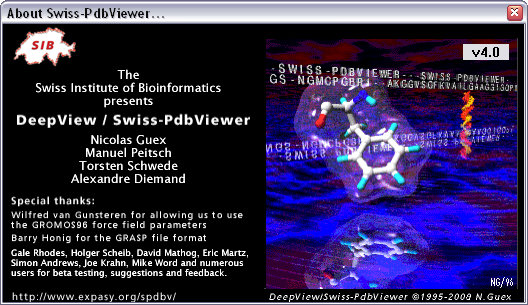 About Swiss-PdbViewer...
SIB
The
Swiss Institute of Bioinformatics
presents
DeepView / Swiss-PdbViewer
Nicolas Guex
Manuel Peitsch
Torsten Schwede
Alexandre Diemand
Special thanks:
Wilfred van Gunsteren for allowing us to use
the GROMOS96 force field parameters
Barry Honig for the GRASP file format
Gale Rhodes, Holger Scheib, David Mathog, Eric Martz,
Simon Andrews, Joe Krahn, Mike Word and numerous
users for beta testing, suggestions and feedback.
http://www.expasy.org/spdbv/
v4.0
-SWISS-PDBVIEWER---SWISS-PDBVIEWER
NG/%
DeepView/Swiss-PdbViewer ©1995-2008 N.Guex